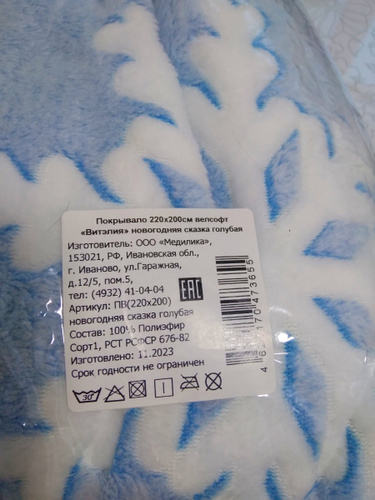 Покрывало 220х200см велсофт
«Витэлия» новогодняя сказка голубая
Изготовитель: ООО «Медилика»,
153021, РФ, Ивановская обл.,
г. Иваново, ул.Гаражная,
д.12/5, пом.5,
тел: (4932) 41-04-04
Артикул: ПВ(220х200)
новогодняя сказка голубая
Состав: 100% Полиэфир
Сорт1, РСТ РСФСР 676-82
Изготовлено: 11.2023
Срок годности не ограничен
EAC
30°
170 473655